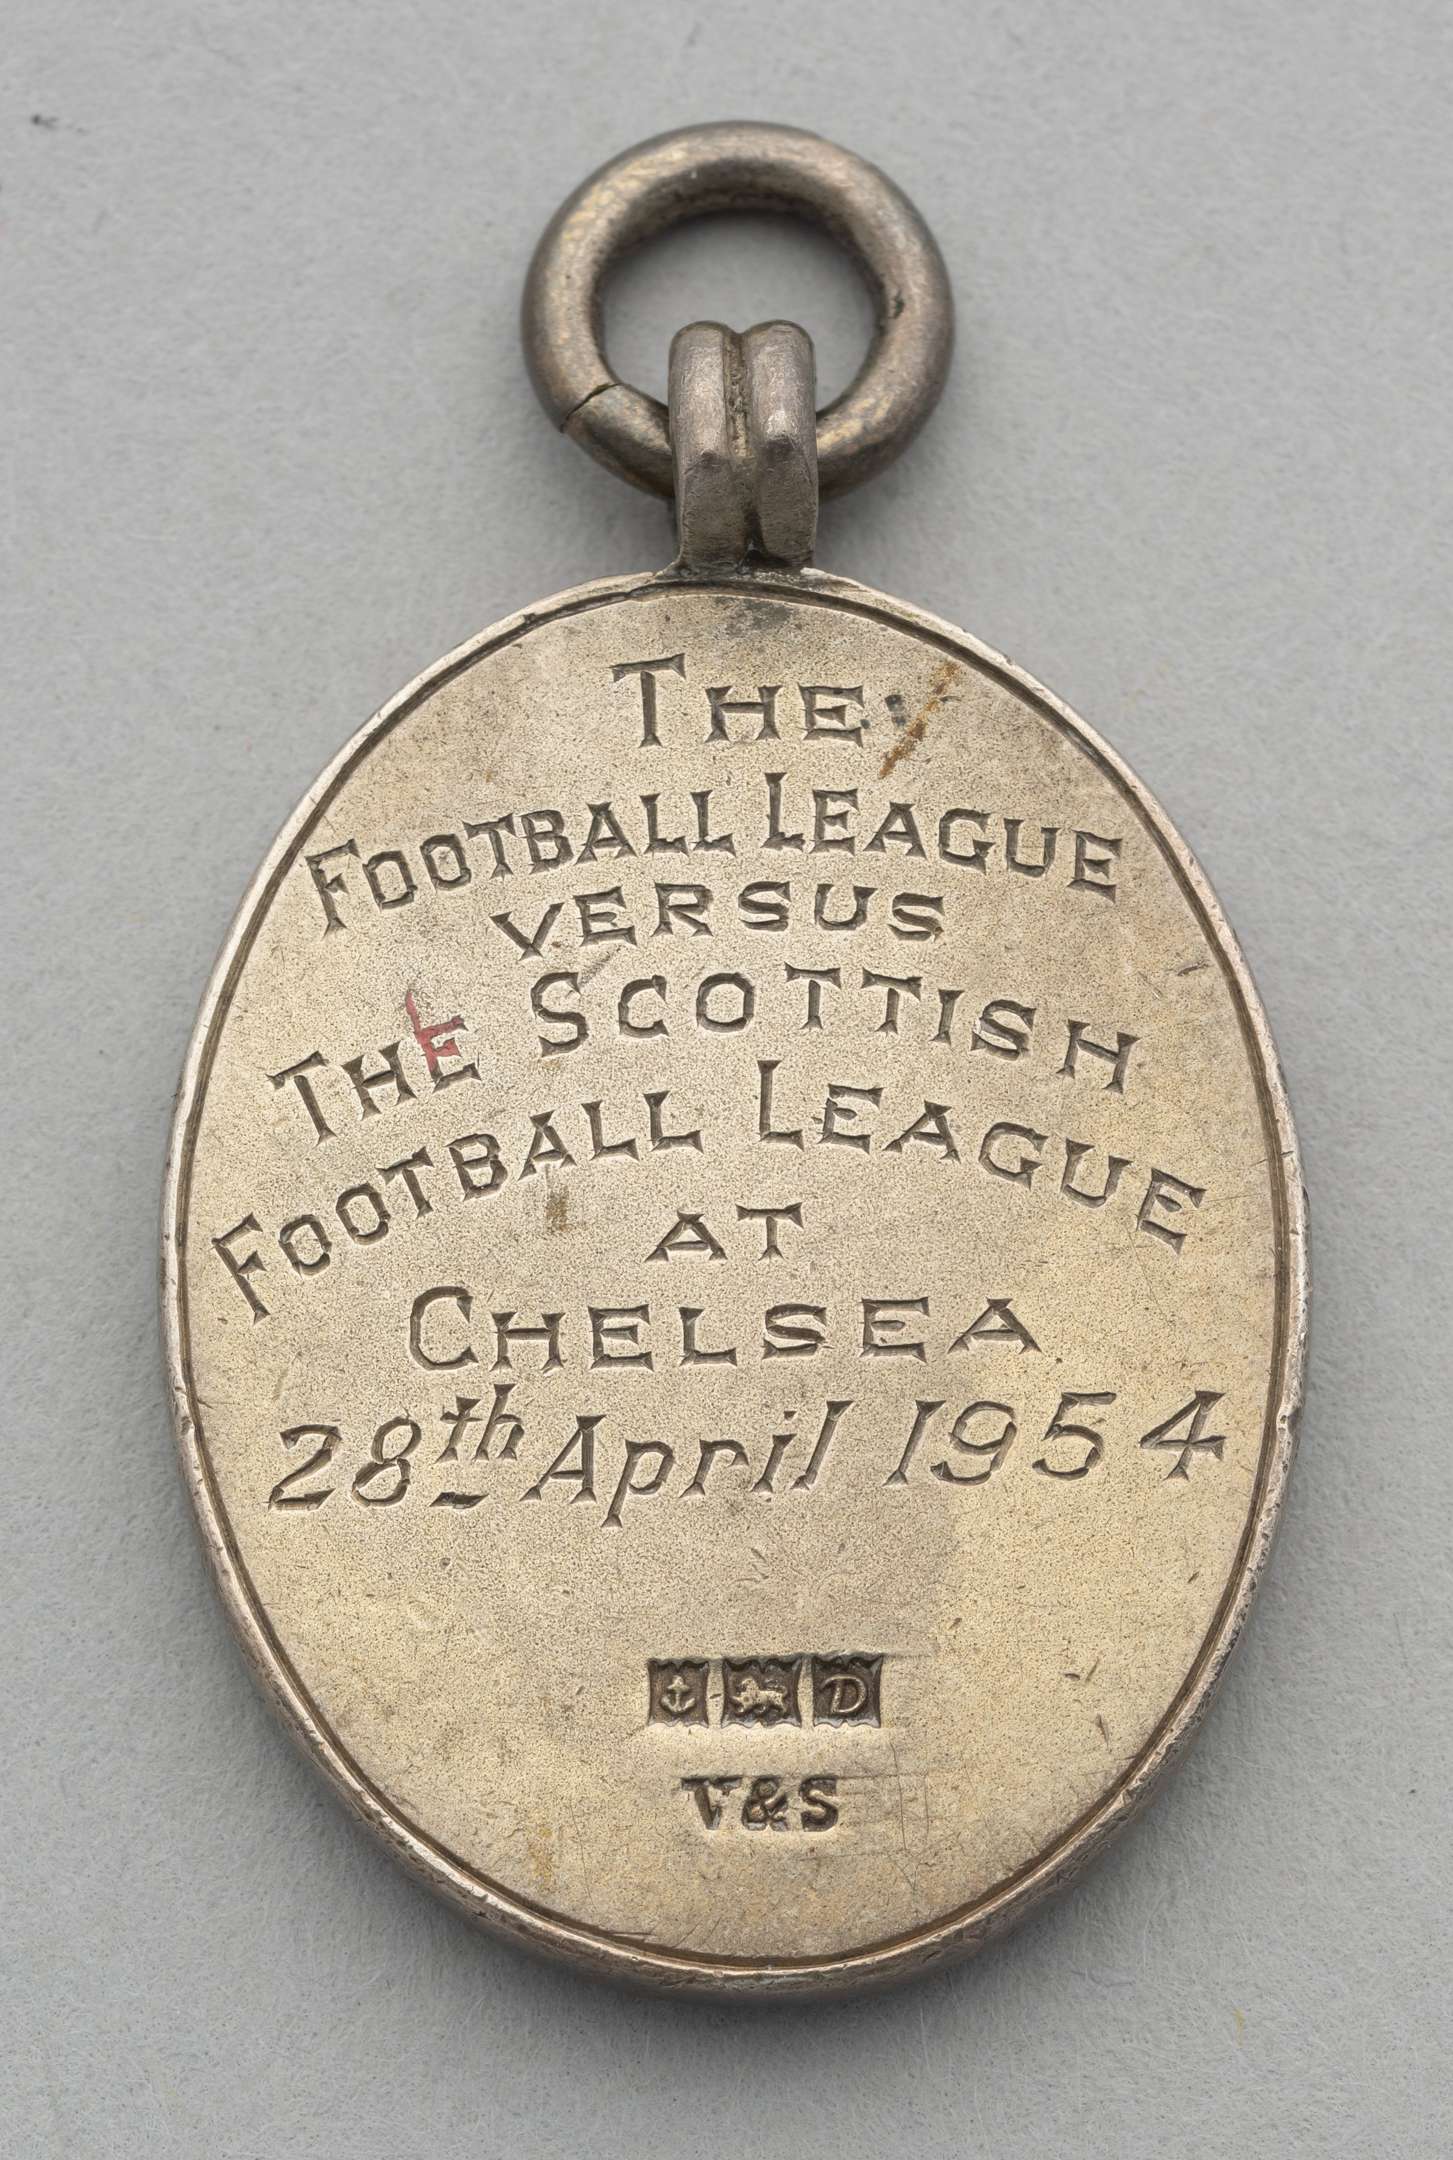 THE
FOOTBALL LEAGUE
VERSUS
THE SCOTTISH
FOOTBALL LEAGUE
AT
CHELSEA
28th April 1954
D
V&S